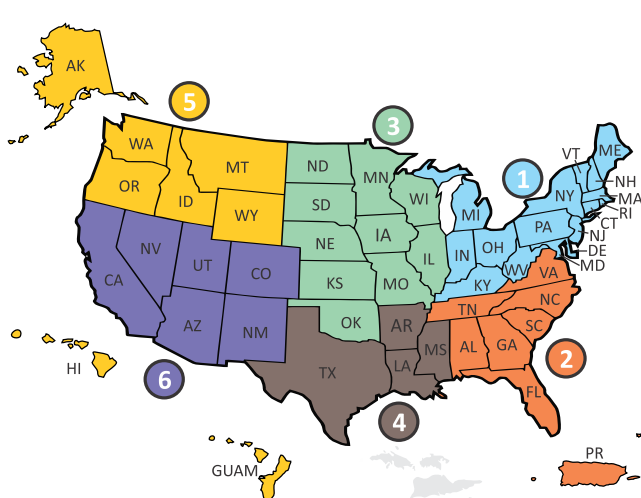 AK
5
3
WA
MT
ND
MN
VT
ME
1
OR
ID
WY
SD
WI
MI
NY
NH
MA
RI
CT
NV
UT
CO
NE
IA
IL
IN
OH
PA
NJ
DE
MD
CA
KS
MO
KY
WV
VA
AZ
NM
OK
AR
TN
NC
SC
HI
6
TX
LA
MS
AL
GA
2
FL
4
GUAM
PR